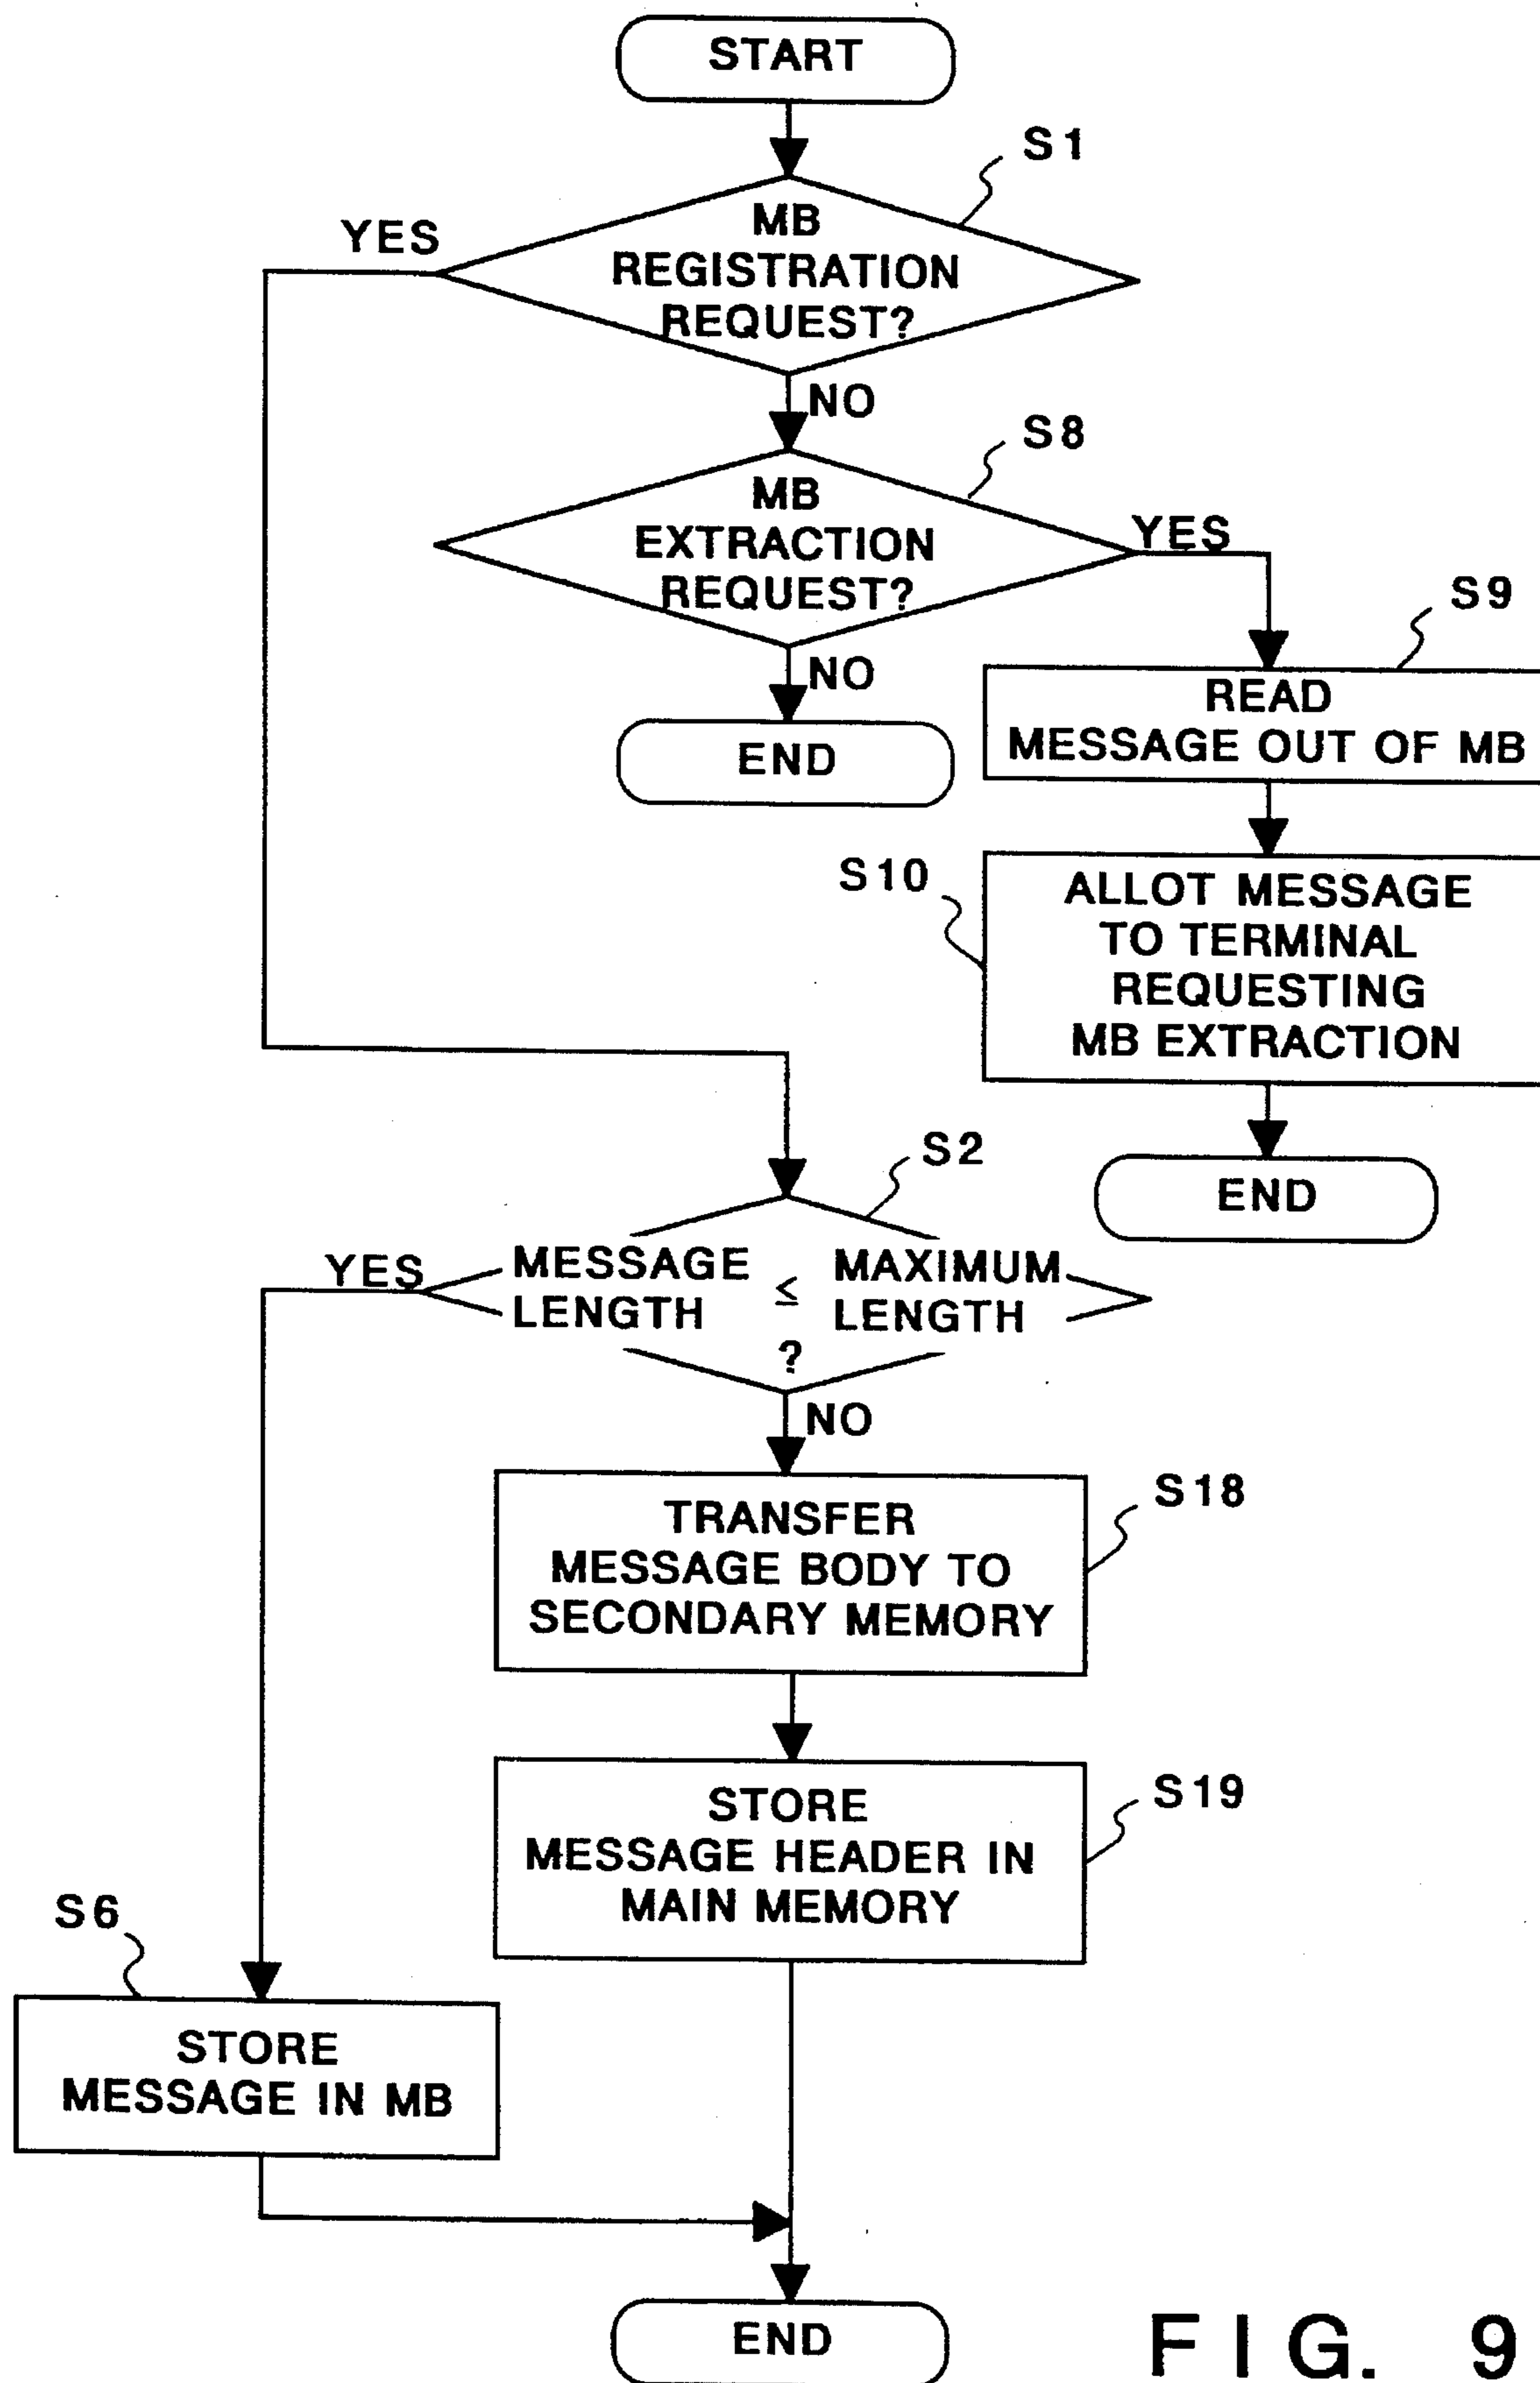 START
S1
YES
MB
REGISTRATION
REQUEST?
NO
S8
MB
EXTRACTION
REQUEST?
YES
NO
END
S9
READ
MESSAGE OUT OF MB
S10
ALLOT MESSAGE
TO TERMINAL
REQUESTING
MB EXTRACTION
END
S2
YES
MESSAGE
LENGTH
≤
MAXIMUM
LENGTH
?
NO
S18
TRANSFER
MESSAGE BODY TO
SECONDARY MEMORY
S19
STORE
MESSAGE HEADER IN
MAIN MEMORY
S6
STORE
MESSAGE IN MB
END
FIG. 9